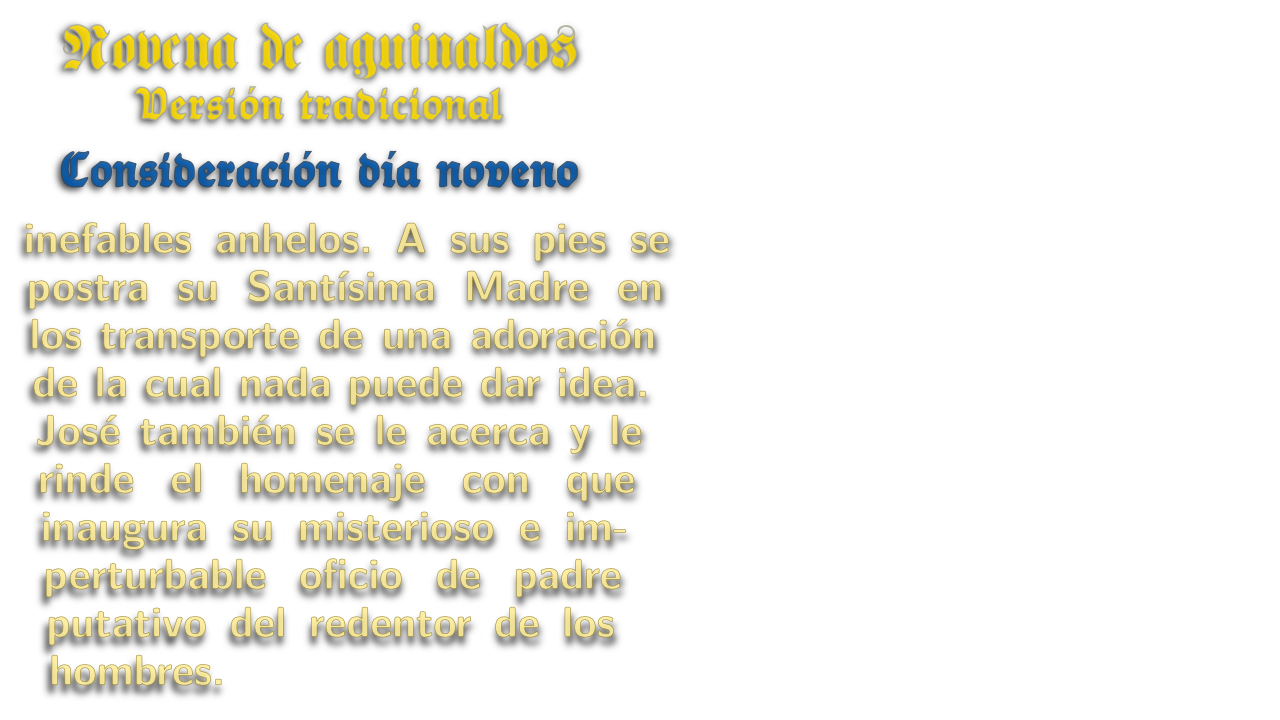 Novena de aguinaldos
Versión tradicional
Consideración día noveno
inefables anhelos. A sus pies se
postra su Santísima Madre en
los transporte de una adoración
de la cual nada puede dar idea.
José también se le acerca y le
rinde el homenaje con que
inaugura su misterioso e im-
perturbable oficio de padre
putativo del redentor de los
hombres.